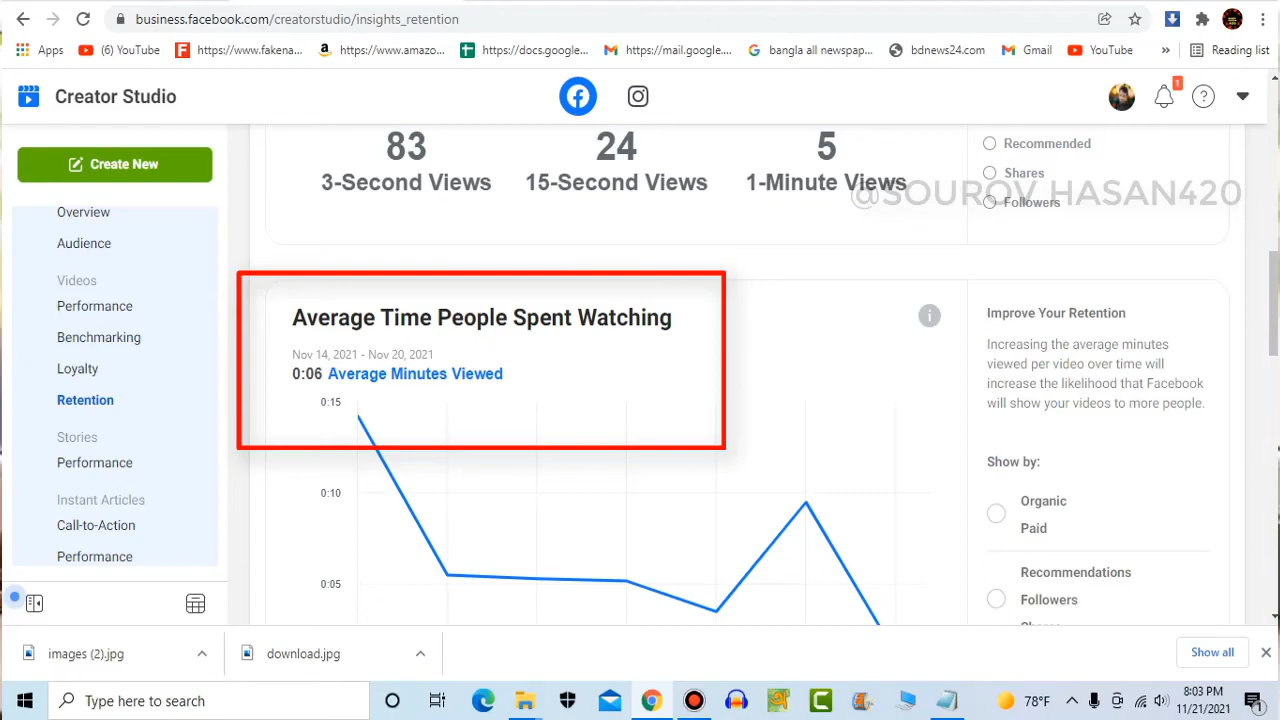 business.facebook.com/creatorstudio/insights_retention
Apps
(6) YouTube
https://www.fakena...
https://www.amazo...
https://docs.google...
https://mail.google....
bangla all newspap...
bdnews24.com
Gmail
YouTube
»
Reading list
Creator Studio
1
?
Create New
Overview
Audience
Videos
Performance
Benchmarking
Loyalty
Retention
Stories
Performance
Instant Articles
Call-to-Action
Performance
83
3-Second Views
24
15-Second Views
5
1-Minute Views
Recommended
Shares
Followers
@SOUROV HASAN420
Average Time People Spent Watching
Nov 14, 2021 - Nov 20, 2021
0:06 Average Minutes Viewed
0:15
0:10
0:05
Improve Your Retention
Increasing the average minutes
viewed per video over time will
increase the likelihood that Facebook
will show your videos to more people.
Show by:
Organic
Paid
Recommendations
Followers
images (2).jpg
download.jpg
Show all
Type here to search
78°F
8:03 PM
11/21/2021
1